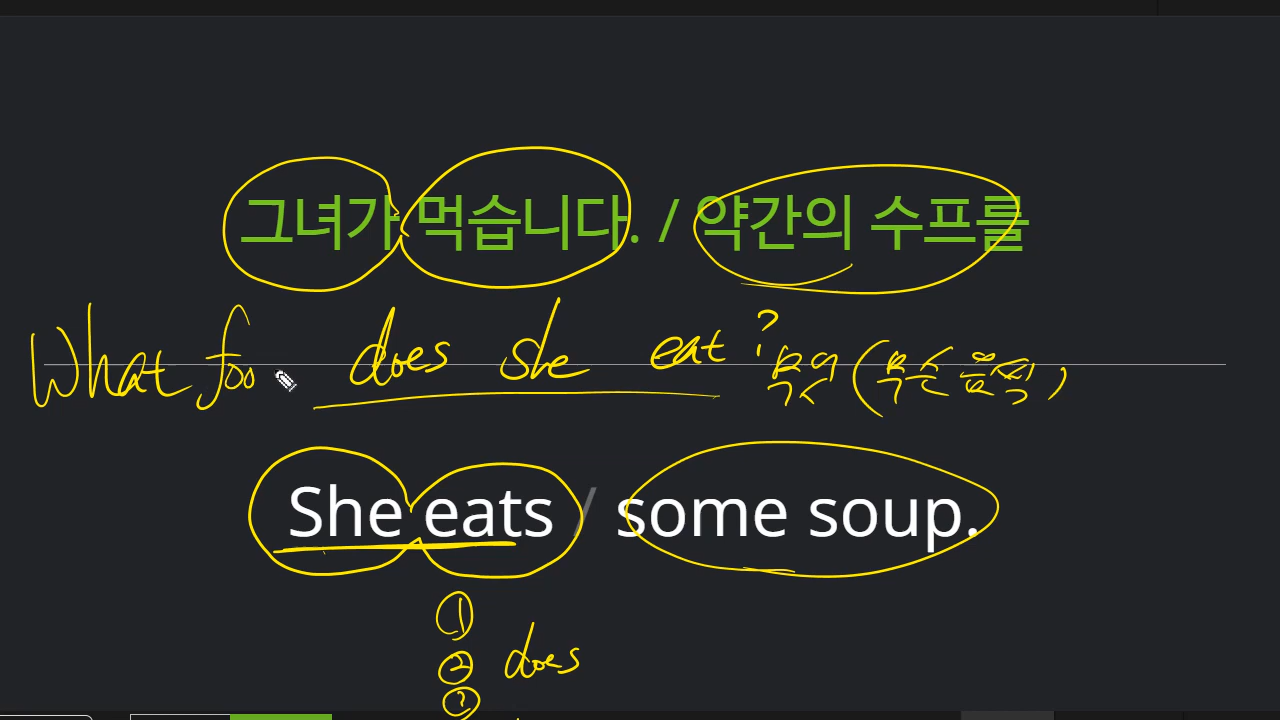 그녀가 먹습니다. / 약간의 수프를
What foo does she eat? 무엇 (무슨 음식)
She eats / some soup.
①
② does
③